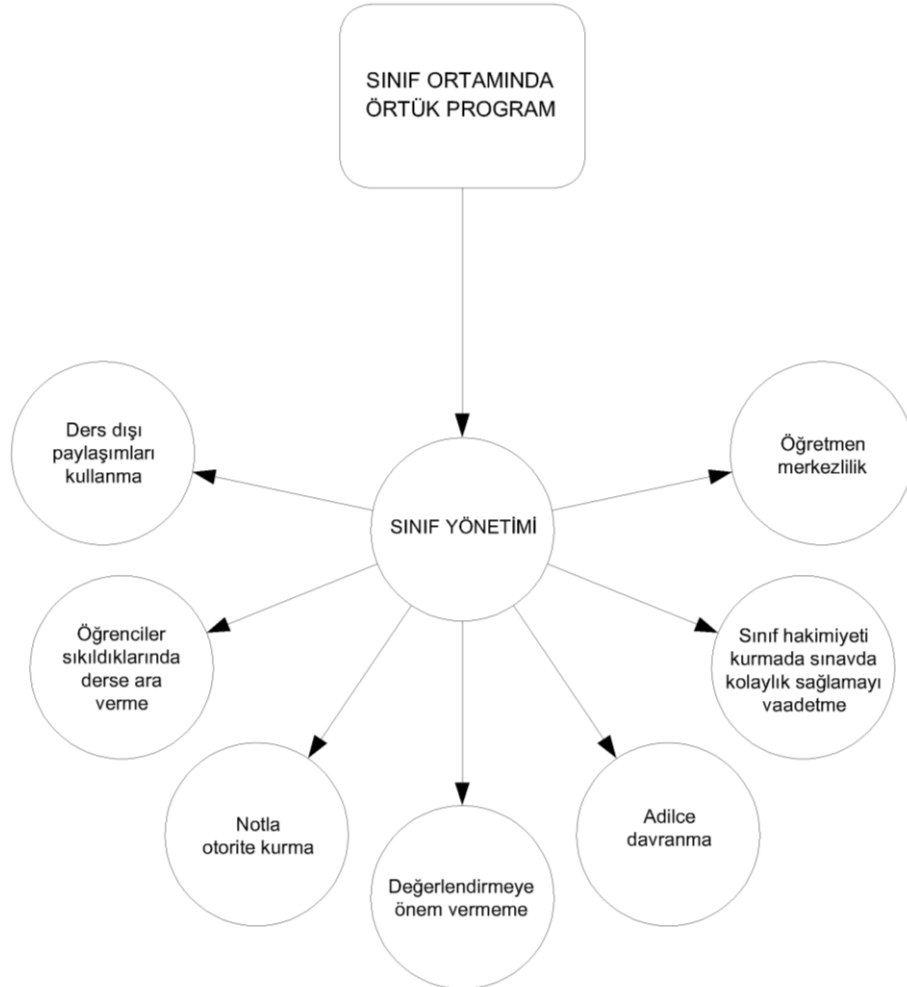 SINIF ORTAMINDA
ÖRTÜK PROGRAM
Ders dışı
paylaşımları
kullanma
SINIF YÖNETİMİ
Öğretmen
merkezlilik
Öğrenciler
sıkıldıklarında
derse ara
verme
Sınıf hakimiyeti
kurmada sınavda
kolaylık sağlamayı
vaadetme
Notla
otorite kurma
Değerlendirmeye
önem vermeme
Adilce
davranma